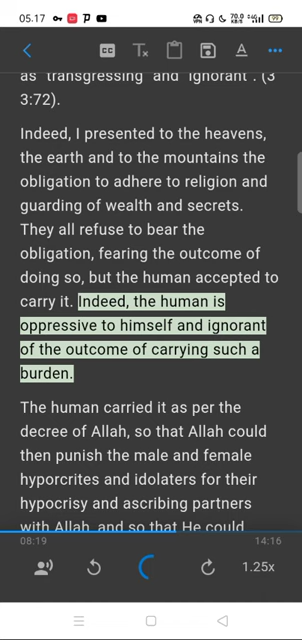 05.17
70.0
KB/S
99
CC
as "transgressing" and "ignorant". (3
3:72).
Indeed, I presented to the heavens,
the earth and to the mountains the
obligation to adhere to religion and
guarding of wealth and secrets.
They all refuse to bear the
obligation, fearing the outcome of
doing so, but the human accepted to
carry it. Indeed, the human is
oppressive to himself and ignorant
of the outcome of carrying such a
burden.
The human carried it as per the
decree of Allah, so that Allah could
then punish the male and female
hyporcrites and idolaters for their
hypocrisy and ascribing partners
with Allah, and so that He could
08:19
14:16
1.25x